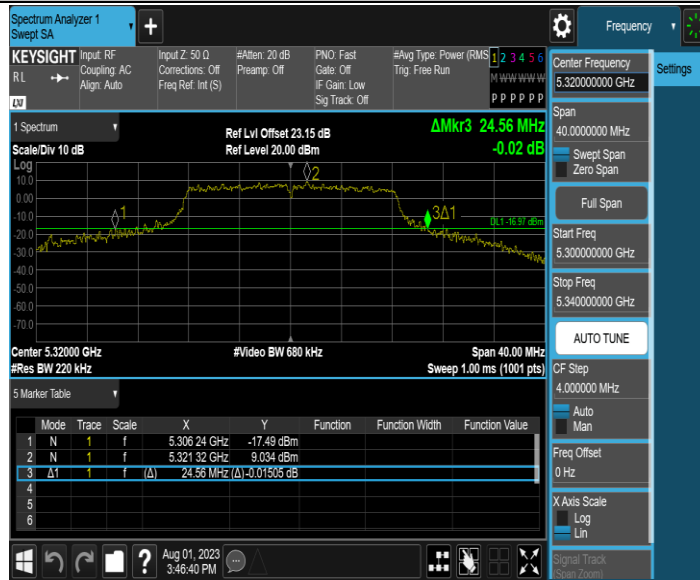 Spectrum Analyzer 1
Swept SA
Frequency
KEYSIGHT
RL
LXI
Input: RF
Coupling: AC
Align: Auto
Input Z: 50 Ω
Corrections: Off
Freq Ref: Int (S)
#Atten: 20 dB
Preamp: Off
PNO: Fast
Gate: Off
IF Gain: Low
Sig Track: Off
#Avg Type: Power (RMS
Trig: Free Run
1 2 3 4 5 6
M W W W W W
P P P P P P
1 Spectrum
Scale/Div 10 dB
Ref Lvl Offset 23.15 dB
Ref Level 20.00 dBm
ΔMkr3 24.56 MHz
-0.02 dB
Log
10.0
0.00
-10.0
-20.0
-30.0
-40.0
-50.0
-60.0
-70.0
1
2
3Δ1
DL1 -16.97 dBm
Center 5.32000 GHz
#Video BW 680 kHz
Span 40.00 MHz
#Res BW 220 kHz
Sweep 1.00 ms (1001 pts)
5 Marker Table
Mode Trace Scale X Y Function Function Width Function Value
1 N 1 f 5.306 24 GHz -17.49 dBm
2 N 1 f 5.321 32 GHz 9.034 dBm
3 Δ1 1 f (Δ) 24.56 MHz (Δ) -0.01505 dB
4
5
6
Aug 01, 2023
3:46:40 PM
Settings
Center Frequency
5.320000000 GHz
Span
40.0000000 MHz
Swept Span
Zero Span
Full Span
Start Freq
5.300000000 GHz
Stop Freq
5.340000000 GHz
AUTO TUNE
CF Step
4.000000 MHz
Auto
Man
Freq Offset
0 Hz
X Axis Scale
Log
Lin
Signal Track
(Span Zoom)